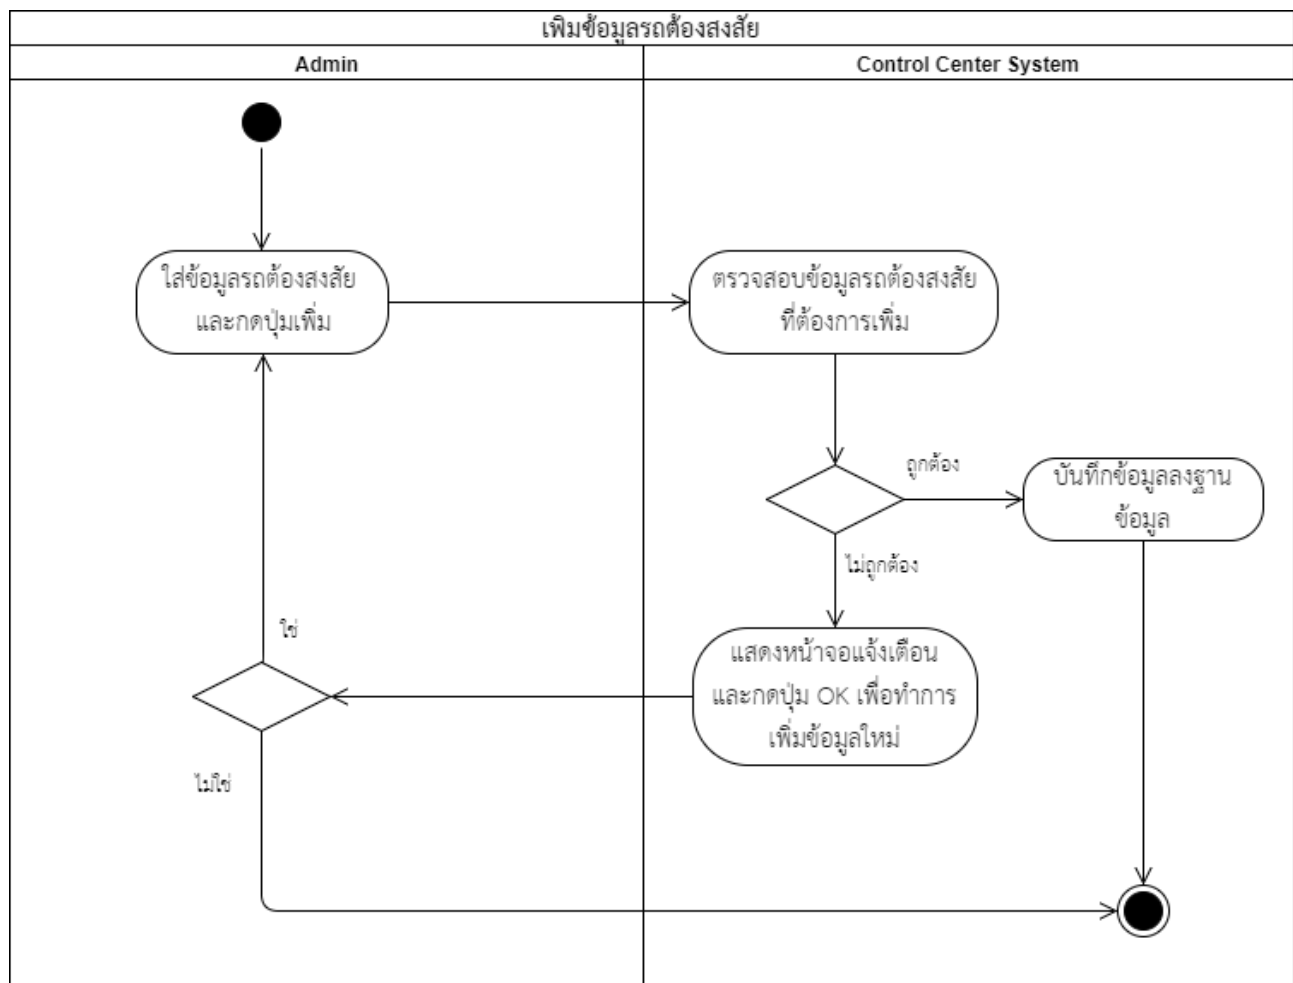 เพิ่มข้อมูลรถต้องสงสัย
Admin
Control Center System
ใส่ข้อมูลรถต้องสงสัย
และกดปุ่มเพิ่ม
ตรวจสอบข้อมูลรถต้องสงสัย
ที่ต้องการเพิ่ม
ถูกต้อง
บันทึกข้อมูลลงฐาน
ข้อมูล
ไม่ถูกต้อง
ใช่
แสดงหน้าจอแจ้งเตือน
และกดปุ่ม OK เพื่อทำการ
เพิ่มข้อมูลใหม่
ไม่ใช่